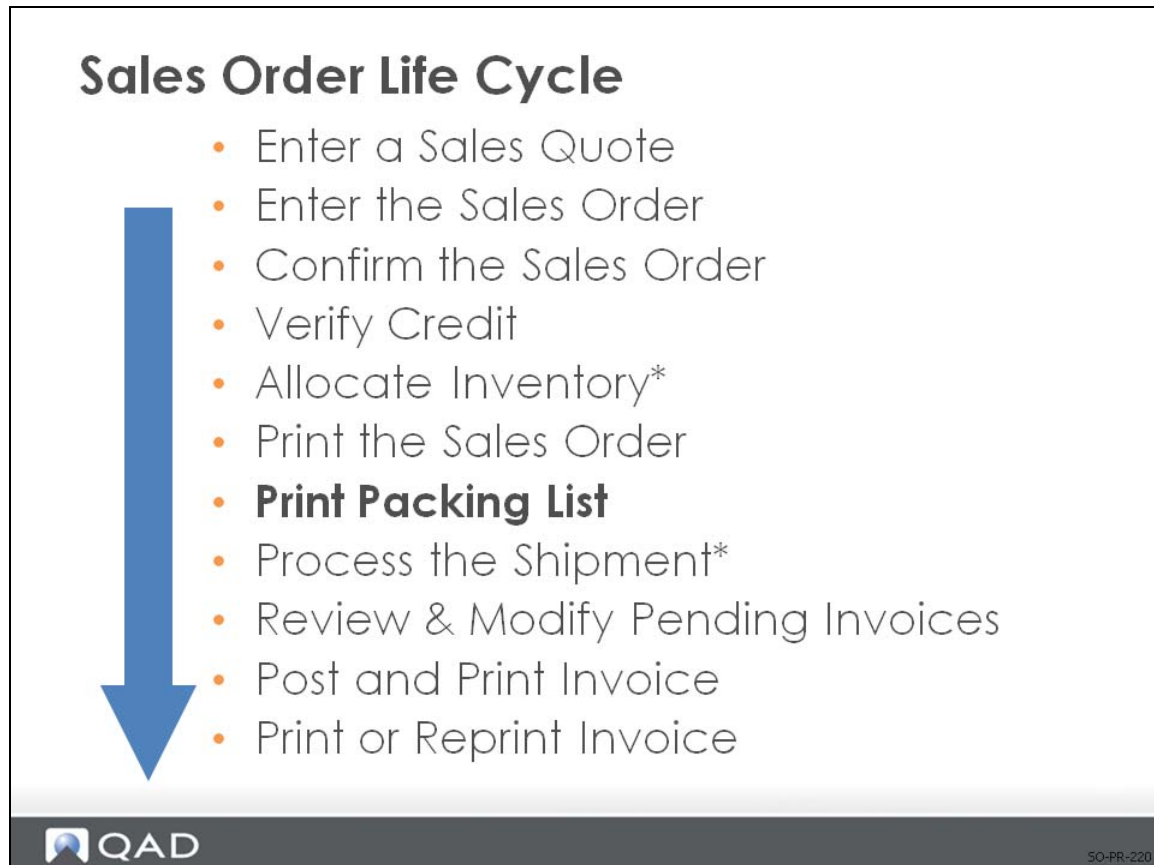 Sales Order Life Cycle
• Enter a Sales Quote
• Enter the Sales Order
• Confirm the Sales Order
• Verify Credit
• Allocate Inventory*
• Print the Sales Order
• Print Packing List
• Process the Shipment*
• Review & Modify Pending Invoices
• Post and Print Invoice
• Print or Reprint Invoice
QAD
SO-PR-220